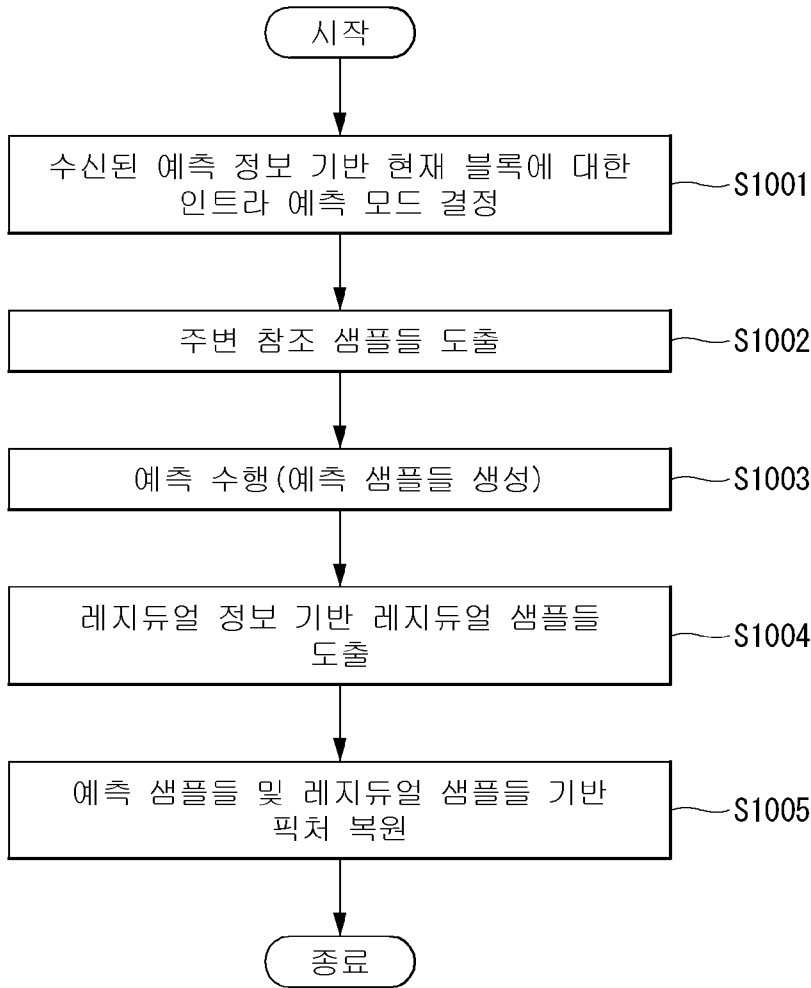 시작
수신된 예측 정보 기반 현재 블록에 대한
인트라 예측 모드 결정
S1001
주변 참조 샘플들 도출
S1002
예측 수행(예측 샘플들 생성)
S1003
레지듀얼 정보 기반 레지듀얼 샘플들
도출
S1004
예측 샘플들 및 레지듀얼 샘플들 기반
픽처 복원
S1005
종료